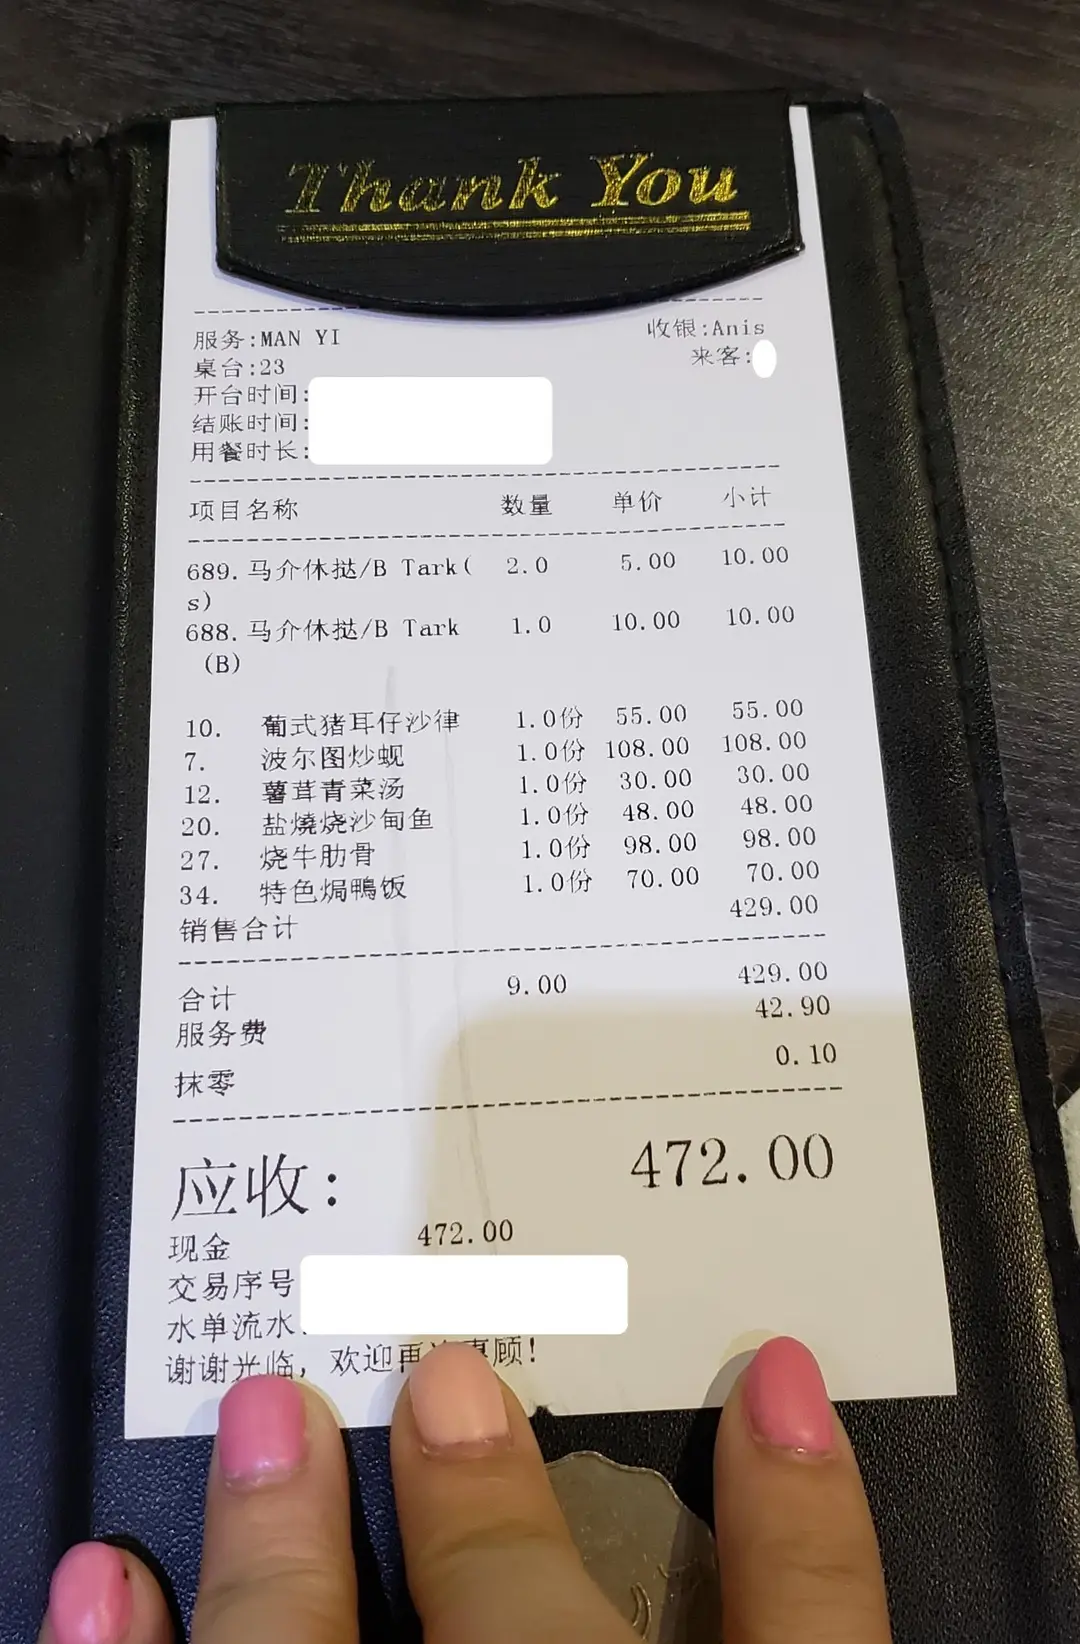 Thank You
服务:MAN YI 收银:Anis
桌台:23 来客:
开台时间:
结账时间:
用餐时长:
项目名称 数量 单价 小计
689.马介休挞/B Tark( 2.0 5.00 10.00
s)
688.马介休挞/B Tark 1.0 10.00 10.00
(B)
10. 葡式猪耳仔沙律 1.0份 55.00 55.00
7. 波尔图炒蚬 1.0份 108.00 108.00
12. 薯茸青菜汤 1.0份 30.00 30.00
20. 盐燒烧沙甸鱼 1.0份 48.00 48.00
27. 烧牛肋骨 1.0份 98.00 98.00
34. 特色焗鴨饭 1.0份 70.00 70.00
销售合计 429.00
合计 9.00 429.00
服务费 42.90
抹零 0.10
应收: 472.00
现金 472.00
交易序号
水单流水:
谢谢光临, 欢迎再 惠顾!